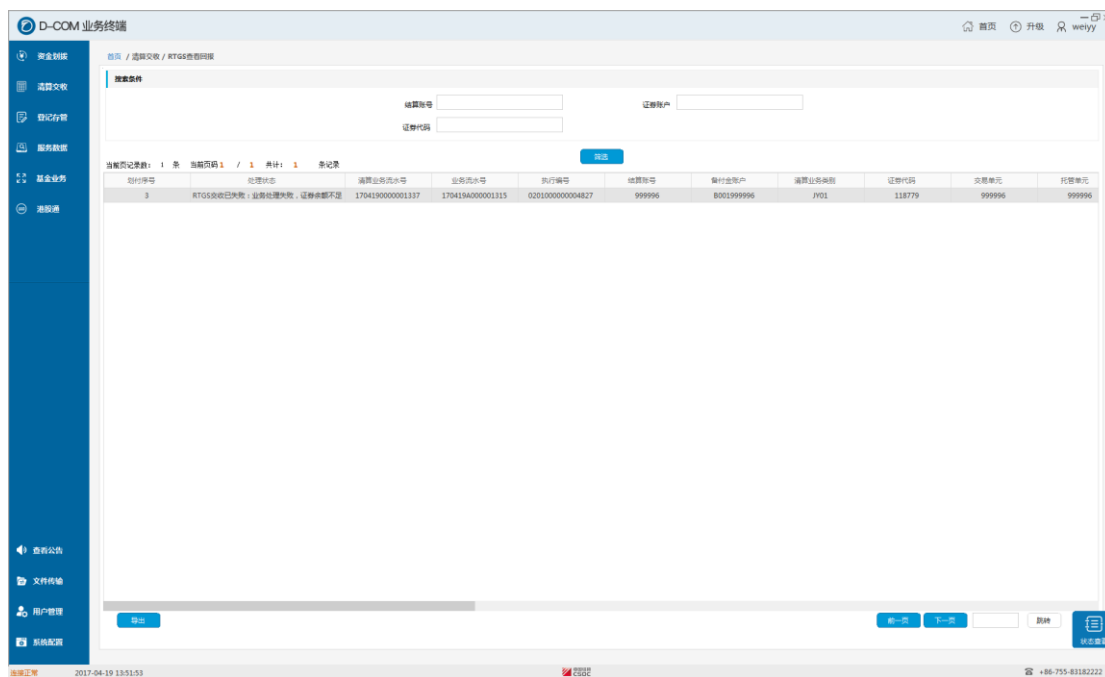 D-COM 业务终端
首页 升级 weiyy
资金划拨
清算交收
登记存管
服务数据
基金业务
港股通
首页 / 清算交收 / RTGS查看回报
搜索条件
结算账号 证券账户
证券代码
筛选
当前页记录数: 1 条 当前页码 1 / 1 共计: 1 条记录
划付序号 处理状态 清算业务流水号 业务流水号 执行编号 结算账号 备付金账户 清算业务类别 证券代码 交易单元 托管单元
3 RTGS交收已失败：业务处理失败，证券余额不足 1704190000001337 170419A000001315 0201000000004827 999996 B001999996 JY01 118779 999996 999996
查看公告
文件传输
用户管理
系统配置
导出 前一页 下一页 跳转
状态查看
连接正常 2017-04-19 13:51:53 CSDC +86-755-83182222